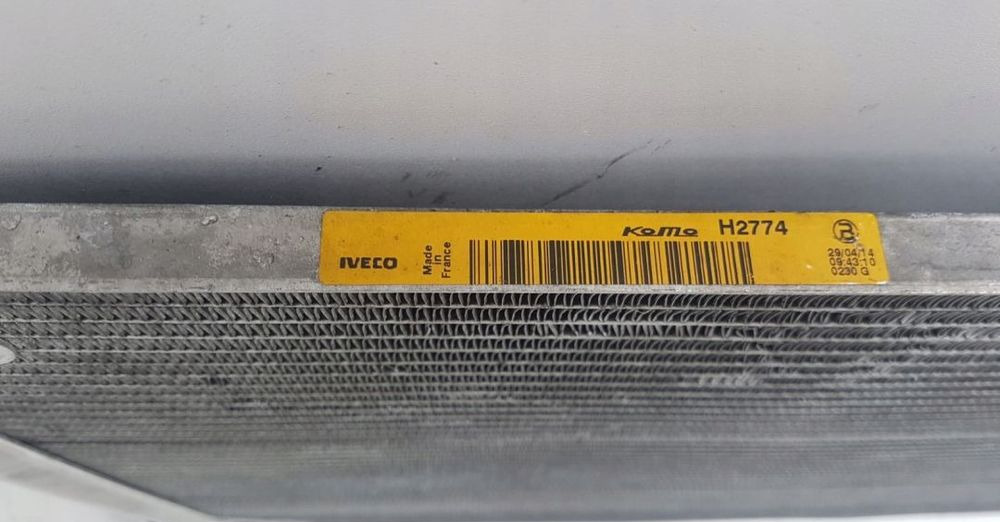 IVECO
Made
in
France
KOMO H2774
R
29/04/14
09:43:10
0230 G